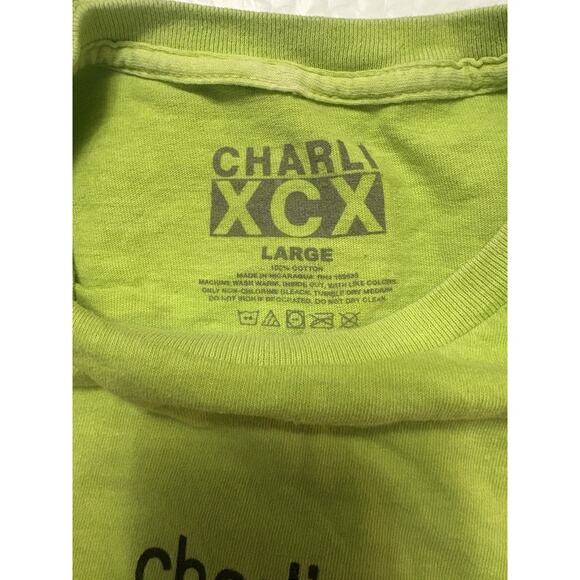 CHARLI
XCX
LARGE
100% COTTON
MADE IN NICARAGUA RN#
MACHINE WASH WARM, INSIDE OUT, WITH LIKE COLORS.
ONLY NON-CHLORINE BLEACH. TUMBLE DRY MEDIUM
DO NOT IRON IF DECORATED. DO NOT DRY CLEAN.